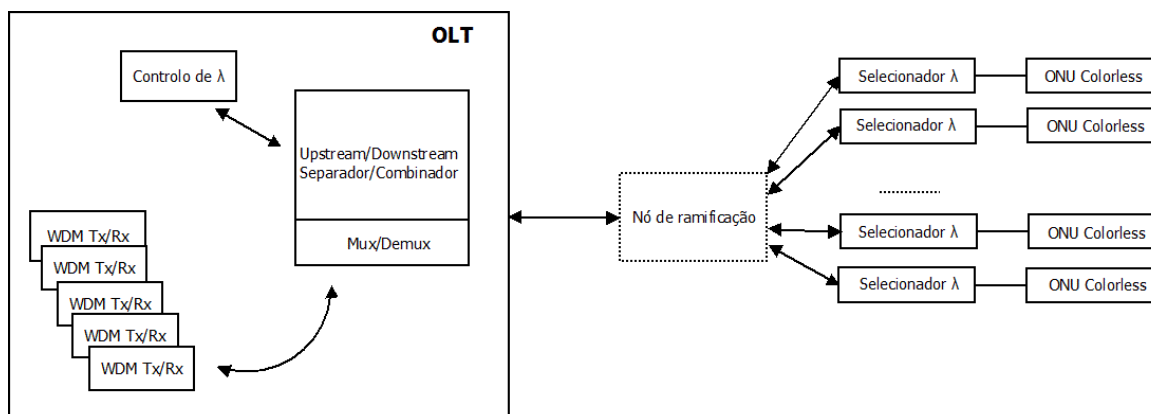 OLT
Controlo de λ
Upstream/Downstream
Separador/Combinador
Mux/Demux
WDM Tx/Rx
WDM Tx/Rx
WDM Tx/Rx
WDM Tx/Rx
WDM Tx/Rx
Nó de ramificação
Selecionador λ
ONU Colorless
Selecionador λ
ONU Colorless
Selecionador λ
ONU Colorless
Selecionador λ
ONU Colorless